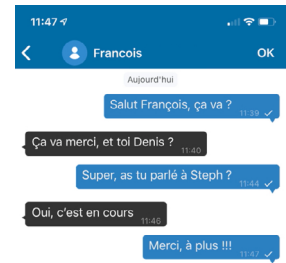 11:47
Francois OK
Aujourd'hui
Salut François, ça va ?
11:39
Ça va merci, et toi Denis ?
11:40
Super, as tu parlé à Steph ?
11:44
Oui, c'est en cours
11:46
Merci, à plus !!!
11:47